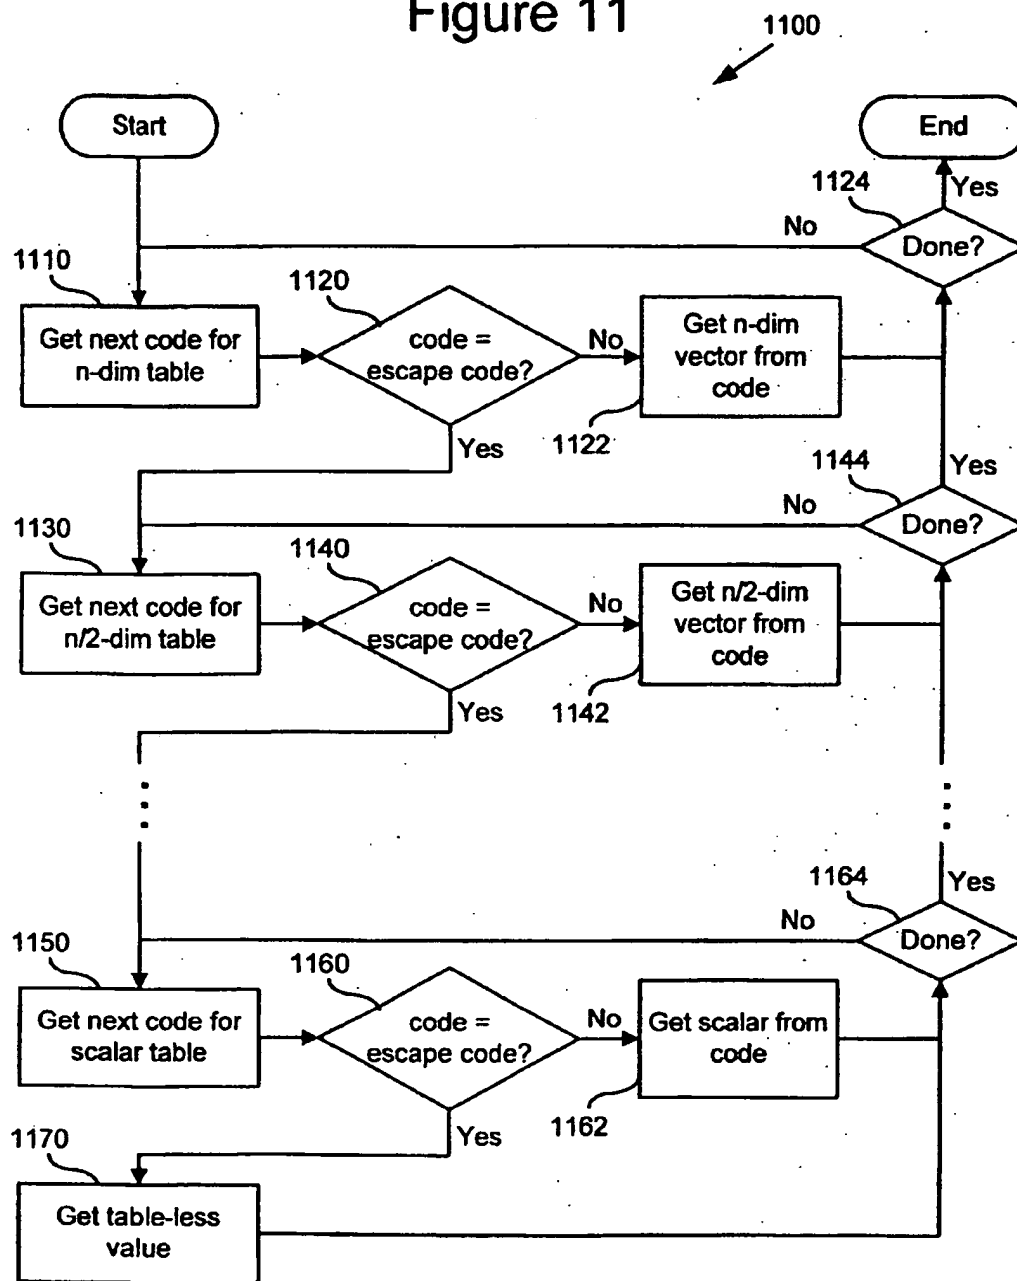 Figure 11
1100
Start
End
1124
Yes
No
Done?
1110
1120
Get next code for
n-dim table
code =
escape code?
No
Get n-dim
vector from
code
1122
Yes
1144
Yes
No
Done?
1130
1140
Get next code for
n/2-dim table
code =
escape code?
No
Get n/2-dim
vector from
code
1142
Yes
1164
Yes
No
Done?
1150
1160
Get next code for
scalar table
code =
escape code?
No
Get scalar from
code
1162
Yes
1170
Get table-less
value